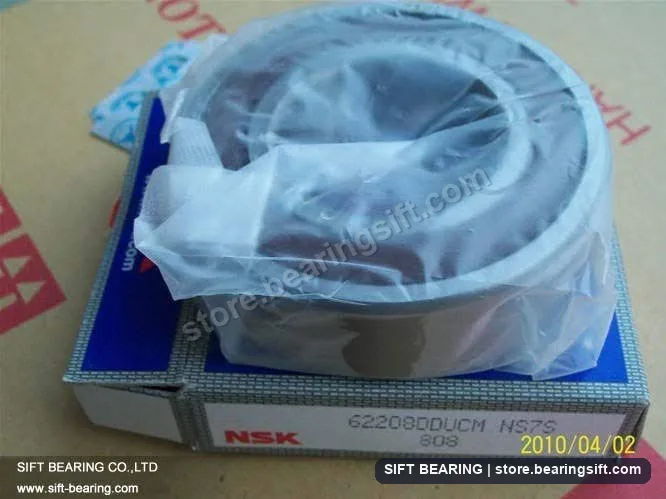 store.bearingsift.com
.com
NSK
62208DDUCM NS7S
808
2010/04/02
SIFT BEARING CO.,LTD
www.sift-bearing.com
SIFT BEARING | store.bearingsift.com